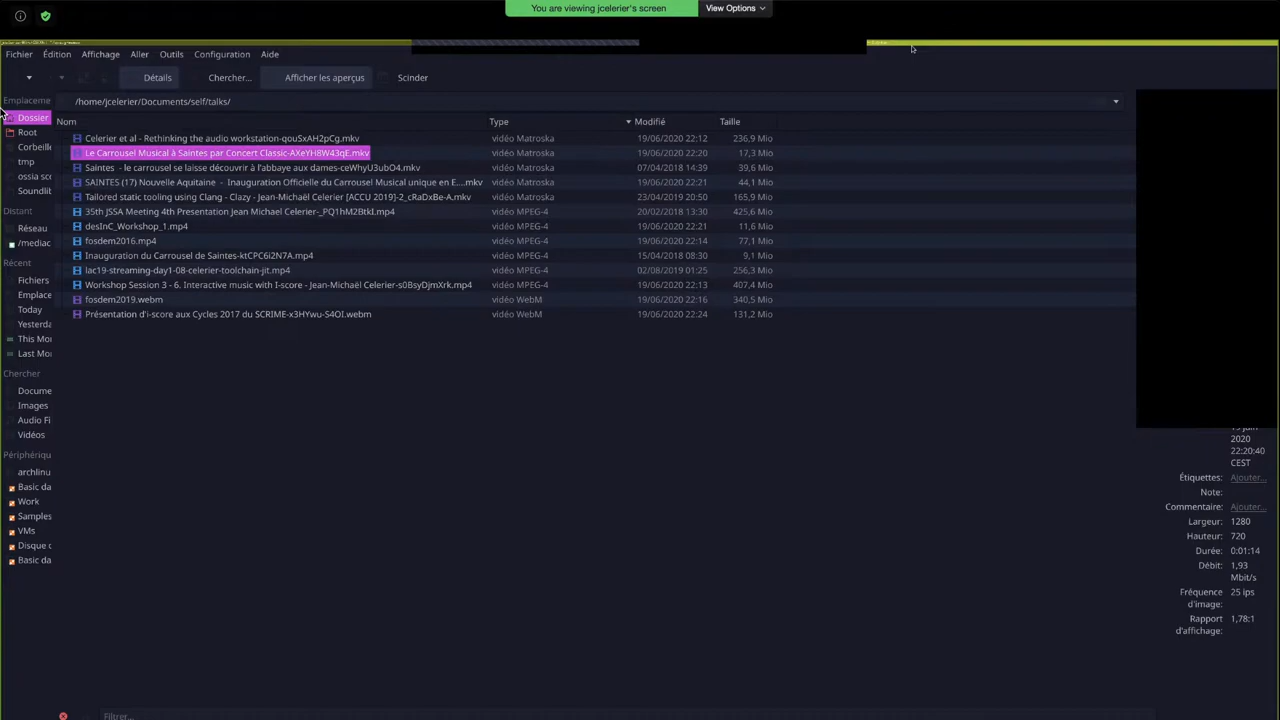 You are viewing jcelerier's screen
View Options
Fichier Édition Affichage Aller Outils Configuration Aide
Détails Chercher... Afficher les aperçus Scinder
Emplaceme
/home/jcelerier/Documents/self/talks/
Dossier
Root
Corbeille
tmp
ossia sco
Soundlib
Distant
Réseau
/mediac
Récent
Fichiers
Emplace
Today
Yesterda
This Mon
Last Mon
Chercher
Docume
Images
Audio Fi
Vidéos
Périphériqu
archlinu
Basic da
Work
Samples
VMs
Disque d
Basic da
Nom Type Modifié Taille
Celerier et al - Rethinking the audio workstation-qouSxAH2pCg.mkv vidéo Matroska 19/06/2020 22:12 236,9 Mio
Le Carrousel Musical à Saintes par Concert Classic-AXeYH8W43qE.mkv vidéo Matroska 19/06/2020 22:20 17,3 Mio
Saintes - le carrousel se laisse découvrir à l'abbaye aux dames-ceWhyU3ubO4.mkv vidéo Matroska 07/04/2018 14:39 39,6 Mio
SAINTES (17) Nouvelle Aquitaine - Inauguration Officielle du Carrousel Musical unique en E....mkv vidéo Matroska 19/06/2020 22:21 44,1 Mio
Tailored static tooling using Clang - Clazy - Jean-Michaël Celerier [ACCU 2019]-2_cRaDxBe-A.mkv vidéo Matroska 23/04/2019 20:50 165,9 Mio
35th JSSA Meeting 4th Presentation Jean Michael Celerier-_PQ1hM2BtkI.mp4 vidéo MPEG-4 20/02/2018 13:30 425,6 Mio
desInC_Workshop_1.mp4 vidéo MPEG-4 19/06/2020 22:21 11,6 Mio
fosdem2016.mp4 vidéo MPEG-4 19/06/2020 22:14 77,1 Mio
Inauguration du Carrousel de Saintes-ktCPC6i2N7A.mp4 vidéo MPEG-4 15/04/2018 08:30 9,1 Mio
lac19-streaming-day1-08-celerier-toolchain-jit.mp4 vidéo MPEG-4 02/08/2019 01:25 256,3 Mio
Workshop Session 3 - 6. Interactive music with I-score - Jean-Michaël Celerier-s0BsyDjmXrk.mp4 vidéo MPEG-4 19/06/2020 22:13 407,4 Mio
fosdem2019.webm vidéo WebM 19/06/2020 22:16 340,5 Mio
Présentation d'i-score aux Cycles 2017 du SCRIME-x3HYwu-S4OI.webm vidéo WebM 19/06/2020 22:24 131,2 Mio
2020
22:20:40
CEST
Étiquettes: Ajouter...
Note:
Commentaire: Ajouter...
Largeur: 1280
Hauteur: 720
Durée: 0:01:14
Débit: 1,93
Mbit/s
Fréquence 25 ips
d'image:
Rapport 1,78:1
d'affichage:
Filtrer...